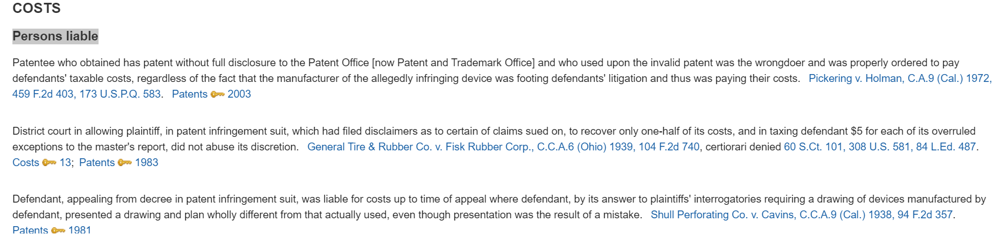 COSTS
Persons liable
Patentee who obtained has patent without full disclosure to the Patent Office [now Patent and Trademark Office] and who used upon the invalid patent was the wrongdoer and was properly ordered to pay
defendants' taxable costs, regardless of the fact that the manufacturer of the allegedly infringing device was footing defendants' litigation and thus was paying their costs. Pickering v. Holman, C.A.9 (Cal.) 1972,
459 F.2d 403, 173 U.S.P.Q. 583. Patents 2003
District court in allowing plaintiff, in patent infringement suit, which had filed disclaimers as to certain of claims sued on, to recover only one-half of its costs, and in taxing defendant $5 for each of its overruled
exceptions to the master's report, did not abuse its discretion. General Tire & Rubber Co. v. Fisk Rubber Corp., C.C.A.6 (Ohio) 1939, 104 F.2d 740, certiorari denied 60 S.Ct. 101, 308 U.S. 581, 84 L.Ed. 487.
Costs 13; Patents 1983
Defendant, appealing from decree in patent infringement suit, was liable for costs up to time of appeal where defendant, by its answer to plaintiffs' interrogatories requiring a drawing of devices manufactured by
defendant, presented a drawing and plan wholly different from that actually used, even though presentation was the result of a mistake. Shull Perforating Co. v. Cavins, C.C.A.9 (Cal.) 1938, 94 F.2d 357.
Patents 1981